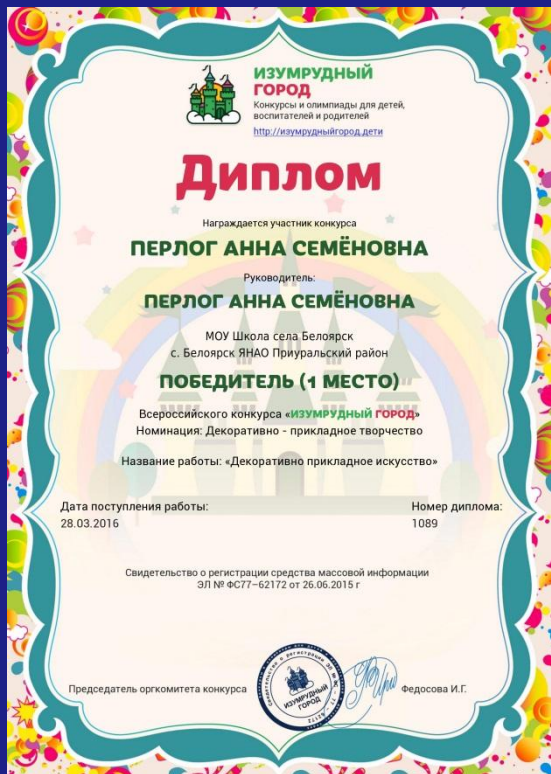 ИЗУМРУДНЫЙ
ГОРОД
Конкурсы и олимпиады для детей,
воспитателей и родителей
http://изумрудныйгород.дети
Диплом
Награждается участник конкурса
ПЕРЛОГ АННА СЕМЁНОВНА
Руководитель:
ПЕРЛОГ АННА СЕМЁНОВНА
МОУ Школа села Белоярск
с. Белоярск ЯНАО Приуральский район
ПОБЕДИТЕЛЬ (1 МЕСТО)
Всероссийского конкурса «ИЗУМРУДНЫЙ ГОРОД»
Номинация: Декоративно - прикладное творчество
Название работы: «Декоративно прикладное искусство»
Дата поступления работы:
28.03.2016
Номер диплома:
1089
Свидетельство о регистрации средства массовой информации
ЭЛ № ФС77–62172 от 26.06.2015 г
Председатель оргкомитета конкурса
ИЗУМРУДНЫЙ
ГОРОД
Федосова И.Г.